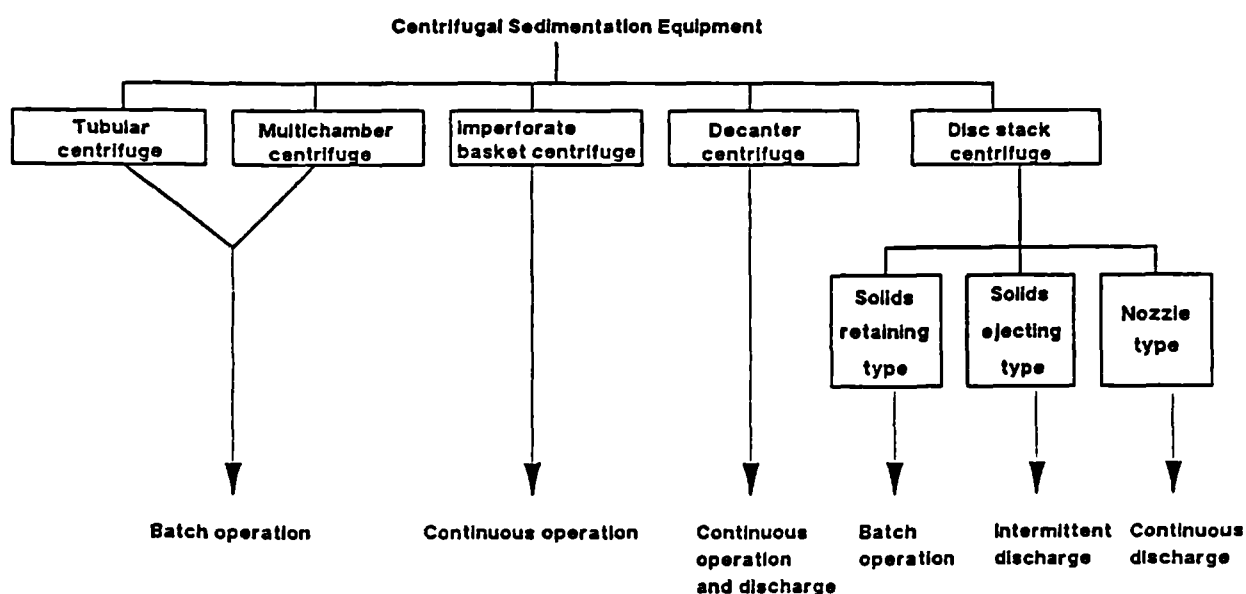 Centrifugal Sedimentation Equipment
Tubular
centrifuge
Multichamber
centrifuge
Imperforate
basket centrifuge
Decanter
centrifuge
Disc stack
centrifuge
Solids
retaining
type
Solids
ejecting
type
Nozzle
type
Batch operation
Continuous operation
Continuous
operation
and discharge
Batch
operation
Intermittent
discharge
Continuous
discharge